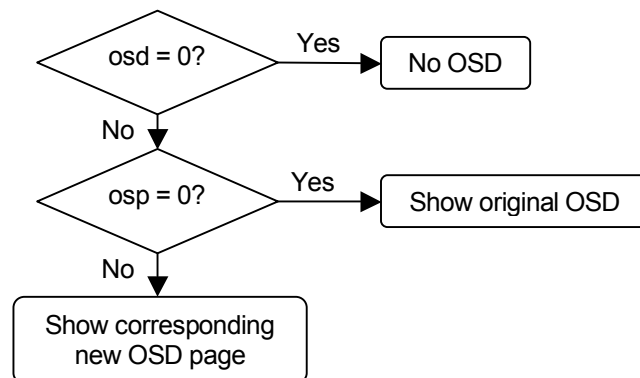 osd = 0?
Yes
No OSD
No
osp = 0?
Yes
Show original OSD
No
Show corresponding
new OSD page